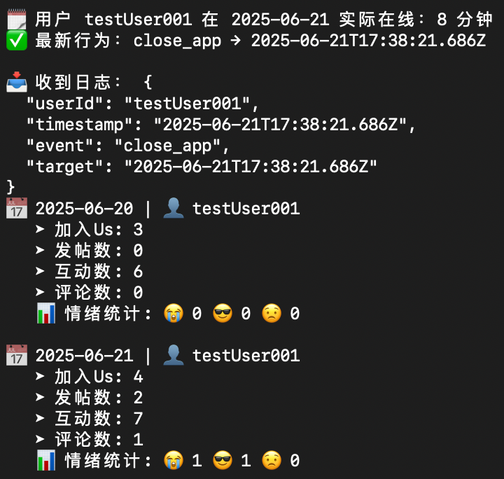 🗒️ 用户 testUser001 在 2025-06-21 实际在线: 8 分钟
✅ 最新行为: close_app → 2025-06-21T17:38:21.686Z
📥 收到日志: {
"userId": "testUser001",
"timestamp": "2025-06-21T17:38:21.686Z",
"event": "close_app",
"target": "2025-06-21T17:38:21.686Z"
}
📅 2025-06-20 | 👤 testUser001
➤ 加入Us: 3
➤ 发帖数: 0
➤ 互动数: 6
➤ 评论数: 0
📊 情绪统计: 😭 0 😎 0 😟 0
📅 2025-06-21 | 👤 testUser001
➤ 加入Us: 4
➤ 发帖数: 2
➤ 互动数: 7
➤ 评论数: 1
📊 情绪统计: 😭 1 😎 1 😟 0